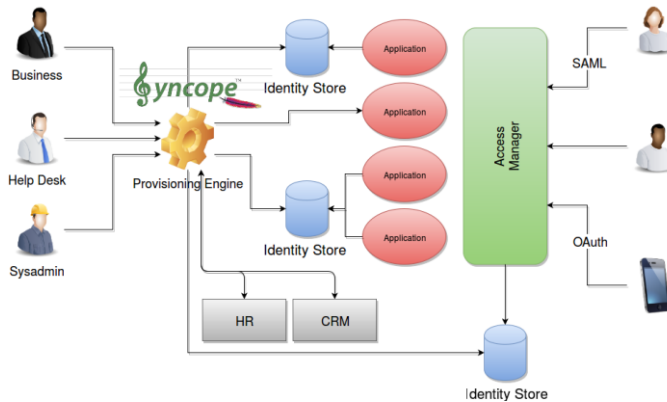 Business
Help Desk
Sysadmin
Syncope™
Provisioning Engine
Identity Store
Application
Application
Identity Store
Application
Application
HR
CRM
Access
Manager
SAML
OAuth
Identity Store